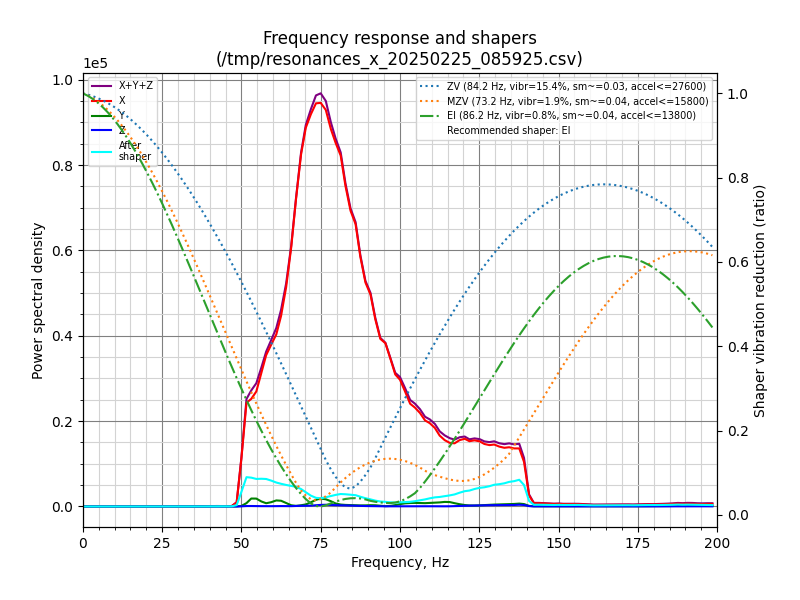 Frequency response and shapers
(/tmp/resonances_x_20250225_085925.csv)
1e5
X+Y+Z
X
Y
Z
After
shaper
ZV (84.2 Hz, vibr=15.4%, sm~=0.03, accel<=27600)
MZV (73.2 Hz, vibr=1.9%, sm~=0.04, accel<=15800)
EI (86.2 Hz, vibr=0.8%, sm~=0.04, accel<=13800)
Recommended shaper: EI
Power spectral density
1.0
0.8
0.6
0.4
0.2
0.0
1.0
0.8
0.6
0.4
0.2
0.0
Shaper vibration reduction (ratio)
0
25
50
75
100
125
150
175
200
Frequency, Hz